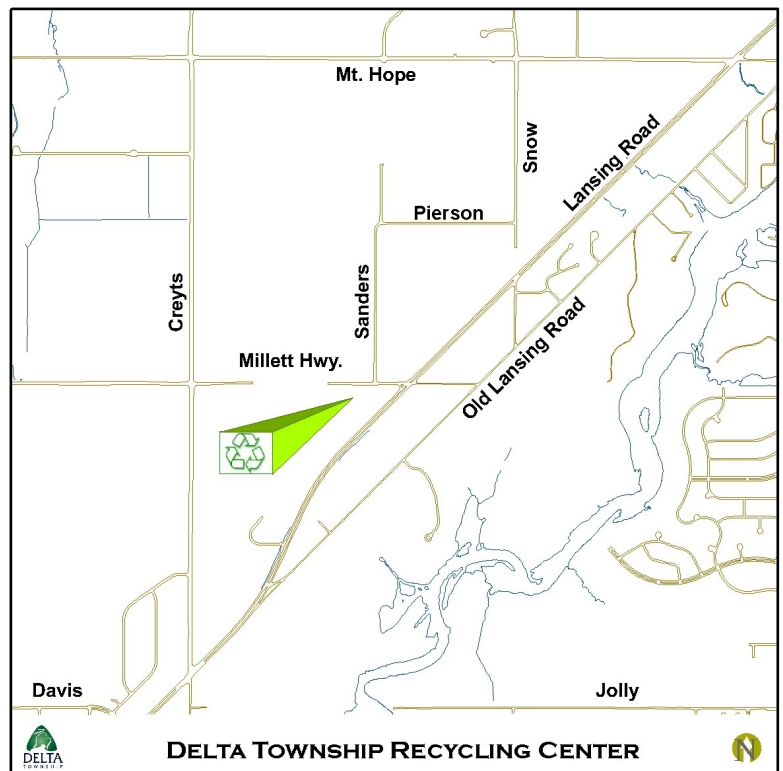 Mt. Hope
Snow
Lansing Road
Pierson
Creyts
Sanders
Millett Hwy.
Old Lansing Road
Davis
Jolly
DELTA
TOWNSHIP
DELTA TOWNSHIP RECYCLING CENTER
N